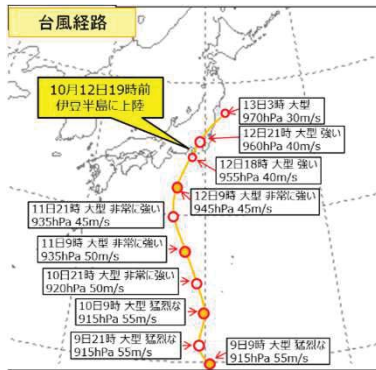 台風経路
10月12日19時前
伊豆半島に上陸
13日3時 大型
970hPa 30m/s
12日21時 大型 強い
960hPa 40m/s
12日18時 大型 強い
955hPa 40m/s
12日9時 大型 非常に強い
945hPa 45m/s
11日21時 大型 非常に強い
935hPa 45m/s
11日9時 大型 非常に強い
935hPa 50m/s
10日21時 大型 非常に強い
920hPa 50m/s
10日9時 大型 猛烈な
915hPa 55m/s
9日21時 大型 猛烈な
915hPa 55m/s
9日9時 大型 猛烈な
915hPa 55m/s